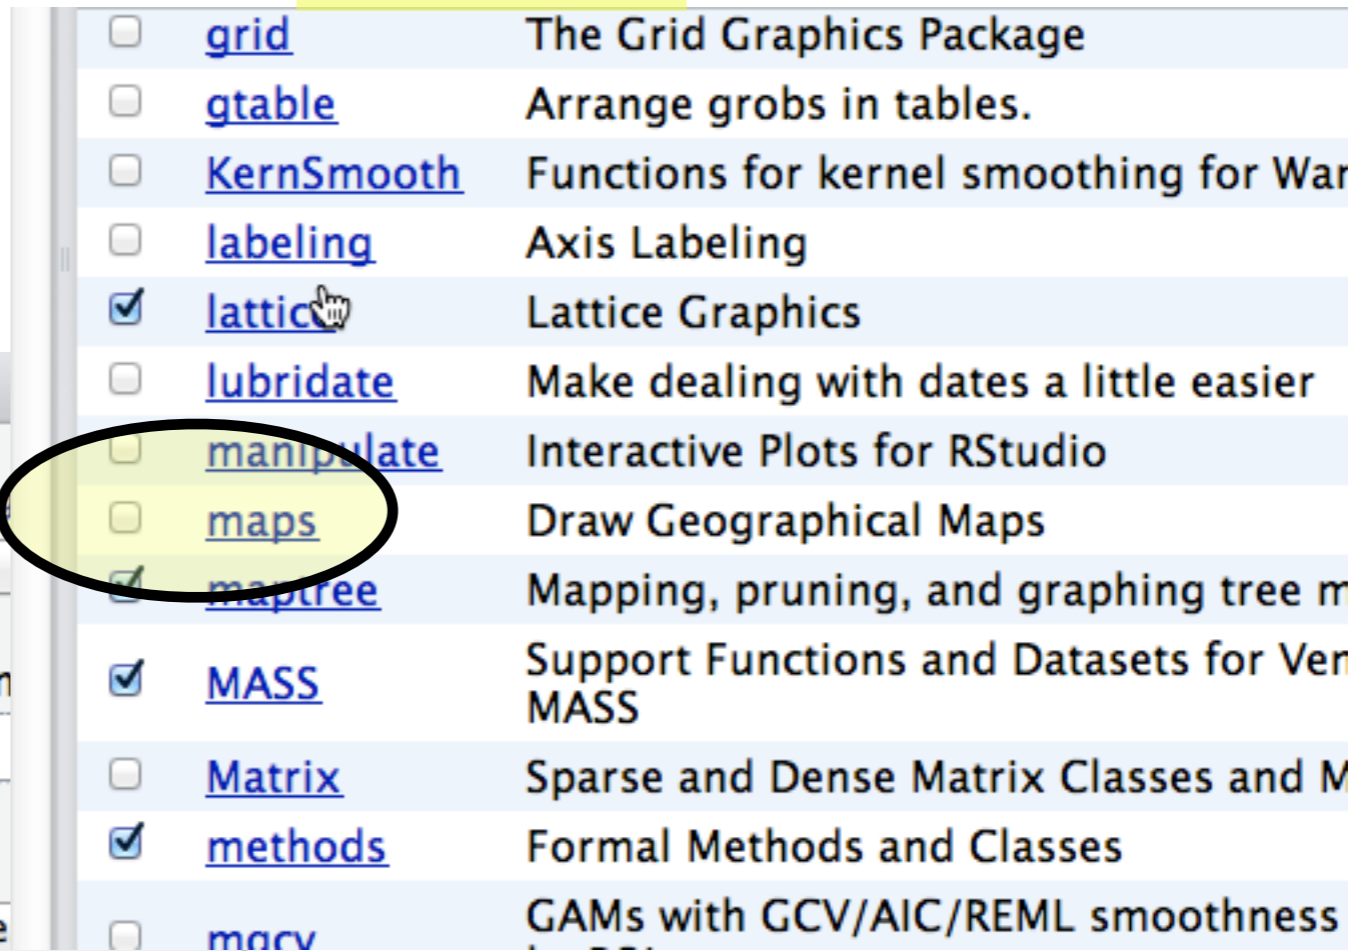 grid The Grid Graphics Package
gtable Arrange grobs in tables.
KernSmooth Functions for kernel smoothing for
labeling Axis Labeling
lattice Lattice Graphics
lubridate Make dealing with dates a little easier
manipulate Interactive Plots for RStudio
maps Draw Geographical Maps
maptree Mapping, pruning, and graphing tree
MASS Support Functions and Datasets for
MASS
Matrix Sparse and Dense Matrix Classes and
methods Formal Methods and Classes
mgcv GAMs with GCV/AIC/REML smoothness